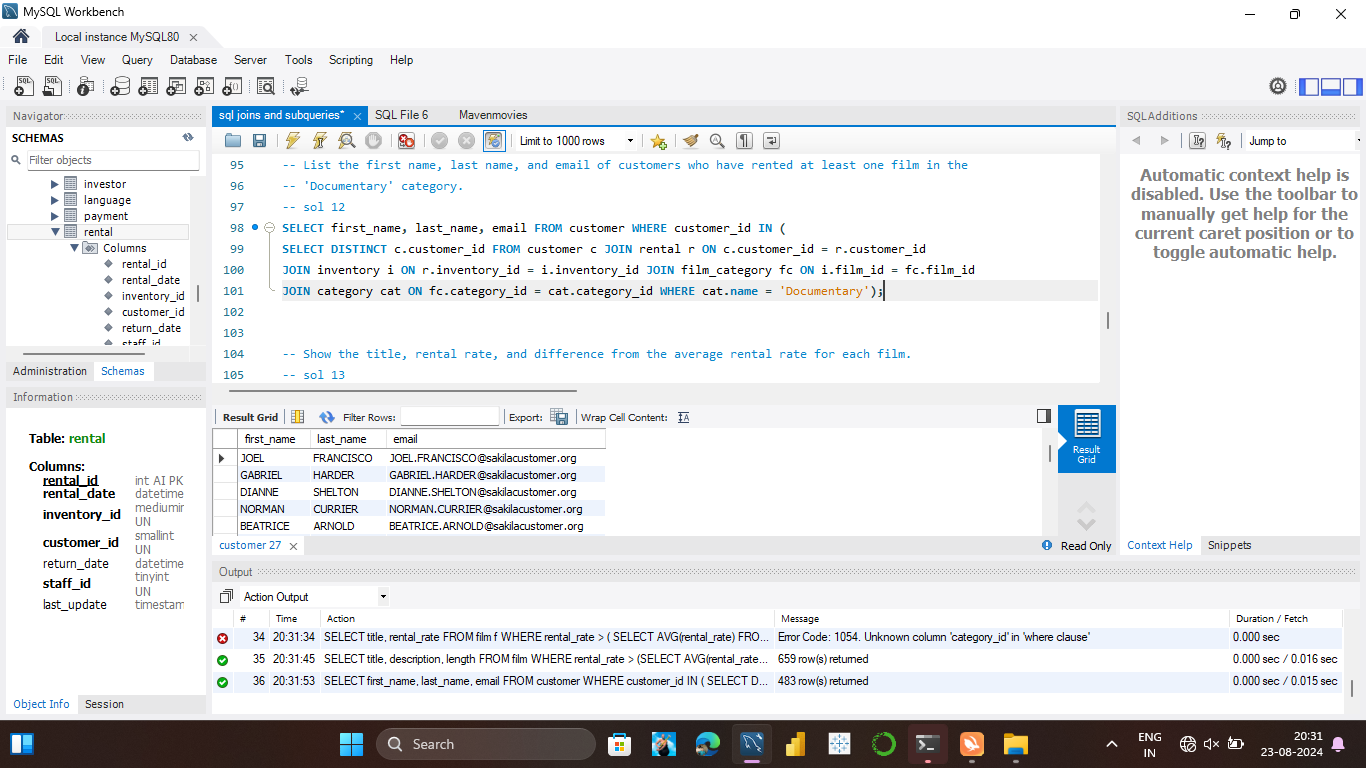 MySQL Workbench
Local instance MySQL80
File Edit View Query Database Server Tools Scripting Help
Navigator
SCHEMAS
Filter objects
investor
language
payment
rental
Columns
rental_id
rental_date
inventory_id
customer_id
return_date
staff_id
Administration Schemas
Information
Table: rental
Columns:
rental_id int AI PK
rental_date datetime
inventory_id mediumin UN
customer_id smallint UN
return_date datetime
staff_id tinyint UN
last_update timestam
Object Info Session
sql joins and subqueries* SQL File 6 Mavenmovies
Limit to 1000 rows
95 -- List the first name, last name, and email of customers who have rented at least one film in the
96 -- 'Documentary' category.
97 -- sol 12
98 SELECT first_name, last_name, email FROM customer WHERE customer_id IN (
99 SELECT DISTINCT c.customer_id FROM customer c JOIN rental r ON c.customer_id = r.customer_id
100 JOIN inventory i ON r.inventory_id = i.inventory_id JOIN film_category fc ON i.film_id = fc.film_id
101 JOIN category cat ON fc.category_id = cat.category_id WHERE cat.name = 'Documentary');
102
103
104 -- Show the title, rental rate, and difference from the average rental rate for each film.
105 -- sol 13
Result Grid Filter Rows: Export: Wrap Cell Content:
first_name last_name email
JOEL FRANCISCO JOEL.FRANCISCO@sakilacustomer.org
GABRIEL HARDER GABRIEL.HARDER@sakilacustomer.org
DIANNE SHELTON DIANNE.SHELTON@sakilacustomer.org
NORMAN CURRIER NORMAN.CURRIER@sakilacustomer.org
BEATRICE ARNOLD BEATRICE.ARNOLD@sakilacustomer.org
Result
Grid
customer 27
Read Only
Output
Action Output
# Time Action Message Duration / Fetch
34 20:31:34 SELECT title, rental_rate FROM film f WHERE rental_rate > ( SELECT AVG(rental_rate) FRO... Error Code: 1054. Unknown column 'category_id' in 'where clause' 0.000 sec
35 20:31:45 SELECT title, description, length FROM film WHERE rental_rate > (SELECT AVG(rental_rate... 659 row(s) returned 0.000 sec / 0.016 sec
36 20:31:53 SELECT first_name, last_name, email FROM customer WHERE customer_id IN ( SELECT D... 483 row(s) returned 0.000 sec / 0.015 sec
SQLAdditions
Jump to
Automatic context help is
disabled. Use the toolbar to
manually get help for the
current caret position or to
toggle automatic help.
Context Help Snippets
Search
ENG
IN
20:31
23-08-2024